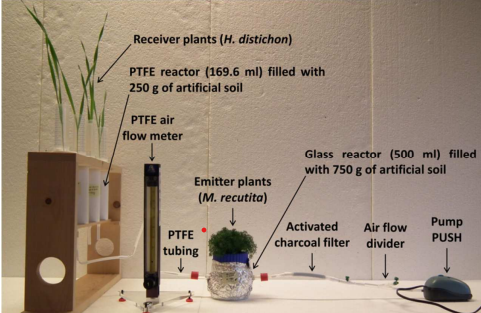 Receiver plants (H. distichon)
PTFE reactor (169.6 ml) filled with
250 g of artificial soil
PTFE air
flow meter
Glass reactor (500 ml) filled
with 750 g of artificial soil
Emitter plants
(M. recutita)
PTFE
tubing
Activated
charcoal filter
Air flow
divider
Pump
PUSH